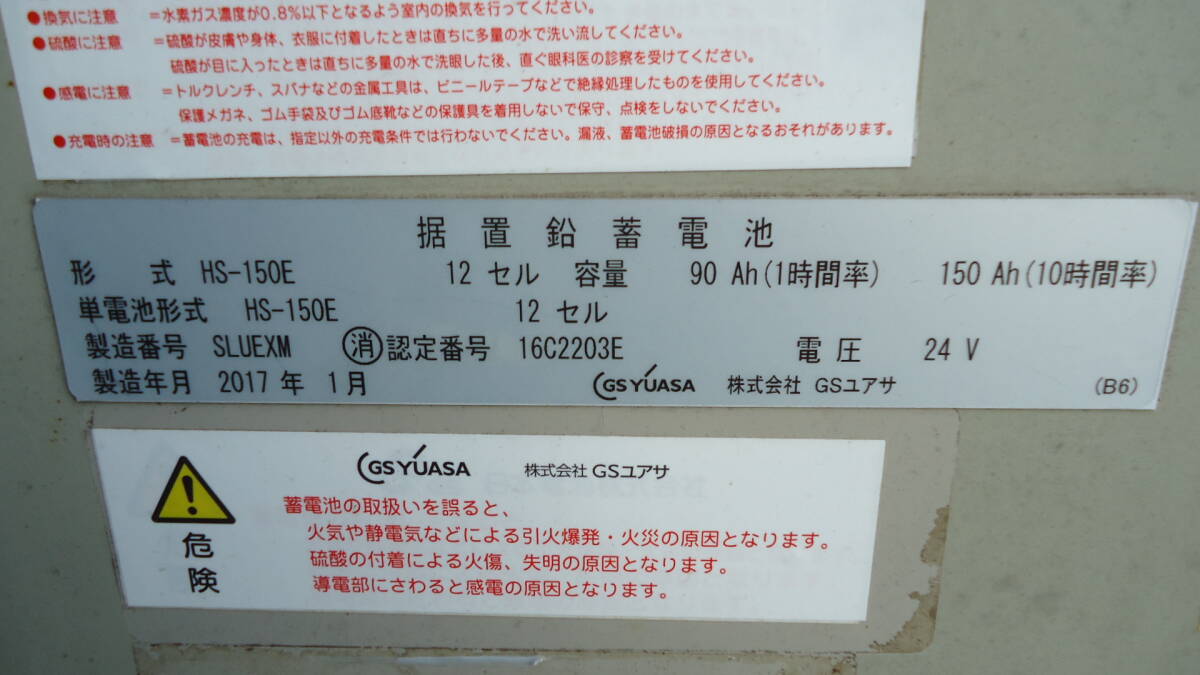 ●換気に注意 =水素ガス濃度が0.8%以下となるよう室内の換気を行ってください。
●硫酸に注意 =硫酸が皮膚や身体、衣服に付着したときは直ちに多量の水で洗い流してください。
硫酸が目に入ったときは直ちに多量の水で洗眼した後、直ぐ眼科医の診察を受けてください。
●感電に注意 =トルクレンチ、スパナなどの金属工具は、ビニールテープなどで絶縁処理したものを使用してください。
保護メガネ、ゴム手袋及びゴム底靴などの保護具を着用しないで保守、点検をしないでください。
●充電時の注意 =蓄電池の充電は、指定以外の充電条件では行わないでください。漏液、蓄電池破損の原因となるおそれがあります。
据置鉛蓄電池
形式 HS-150E 12 セル 容量 90 Ah(1時間率) 150 Ah(10時間率)
単電池形式 HS-150E 12 セル
製造番号 SLUEXM ㊝消認定番号 16C2203E 電圧 24 V
製造年月 2017 年 1月 GS YUASA 株式会社 GSユアサ (B6)
GS YUASA 株式会社 GSユアサ
蓄電池の取扱いを誤ると、
火気や静電気などによる引火爆発・火災の原因となります。
硫酸の付着による火傷、失明の原因となります。
導電部にさわると感電の原因となります。
危険